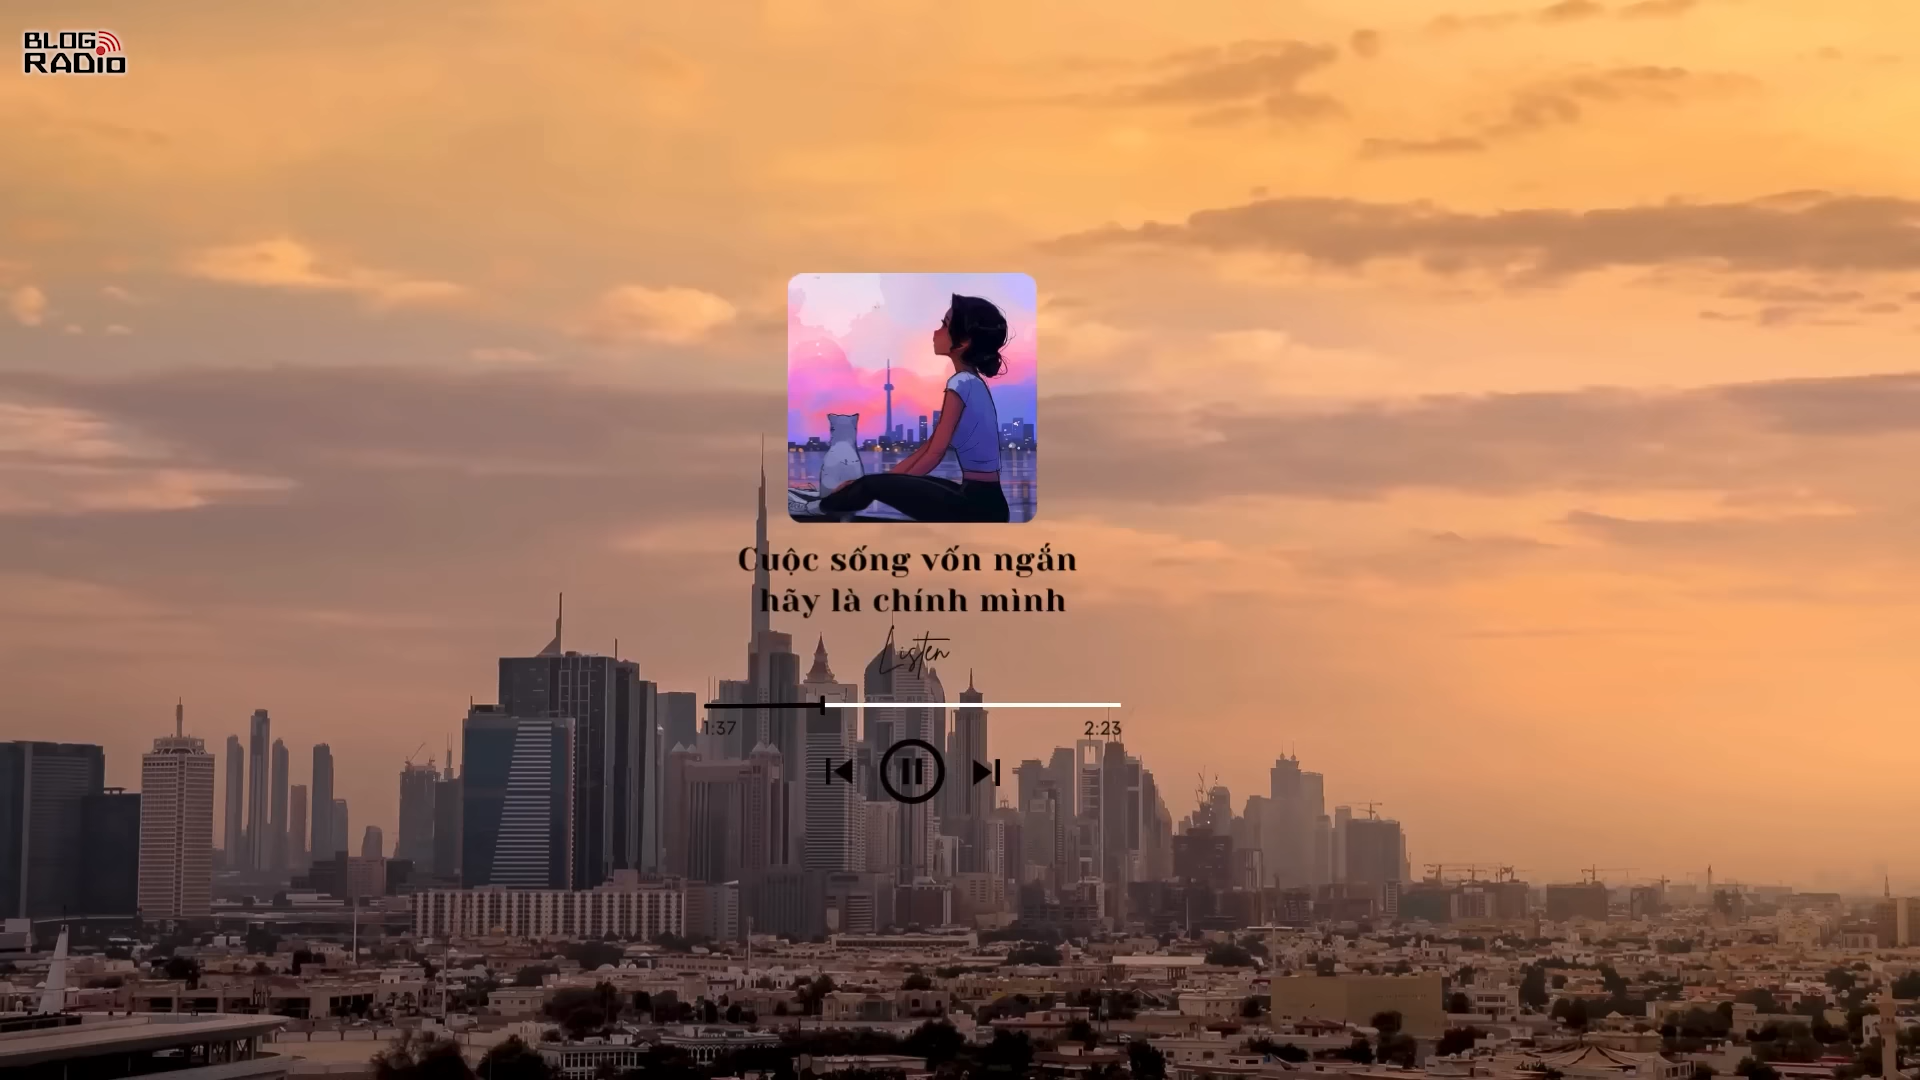 BLOG
RADio
Cuộc sống vốn ngắn
hãy là chính mình
Listen
1:37
2:23